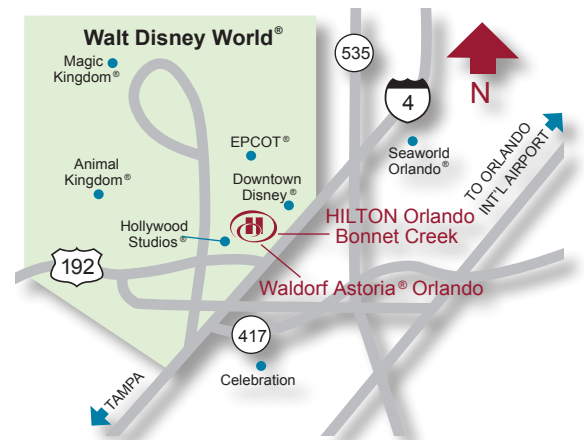 Walt Disney World®
Magic
Kingdom®
535
4
N
EPCOT®
Seaworld
Orlando®
TO ORLANDO
INT'L AIRPORT
Animal
Kingdom®
Downtown
Disney®
H
HILTON Orlando
Bonnet Creek
Hollywood
Studios®
192
Waldorf Astoria® Orlando
417
Celebration
TAMPA